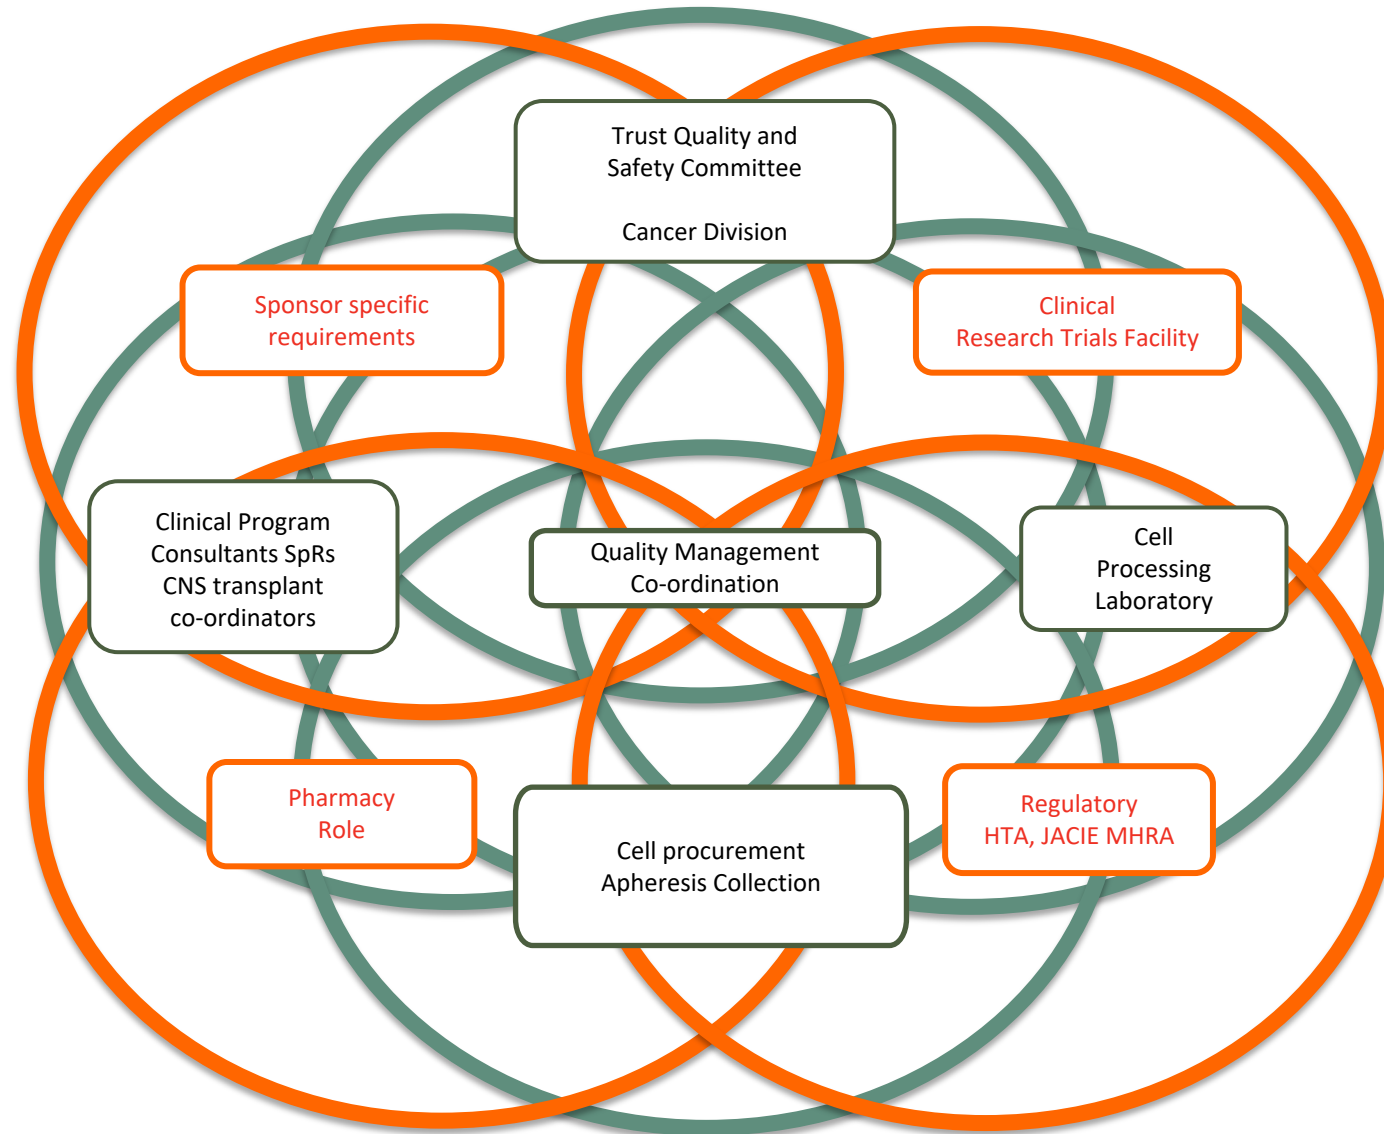 Trust Quality and
Safety Committee
Cancer Division
Sponsor specific
requirements
Clinical
Research Trials Facility
Clinical Program
Consultants SpRs
CNS transplant
co-ordinators
Quality Management
Co-ordination
Cell
Processing
Laboratory
Pharmacy
Role
Cell procurement
Apheresis Collection
Regulatory
HTA, JACIE MHRA